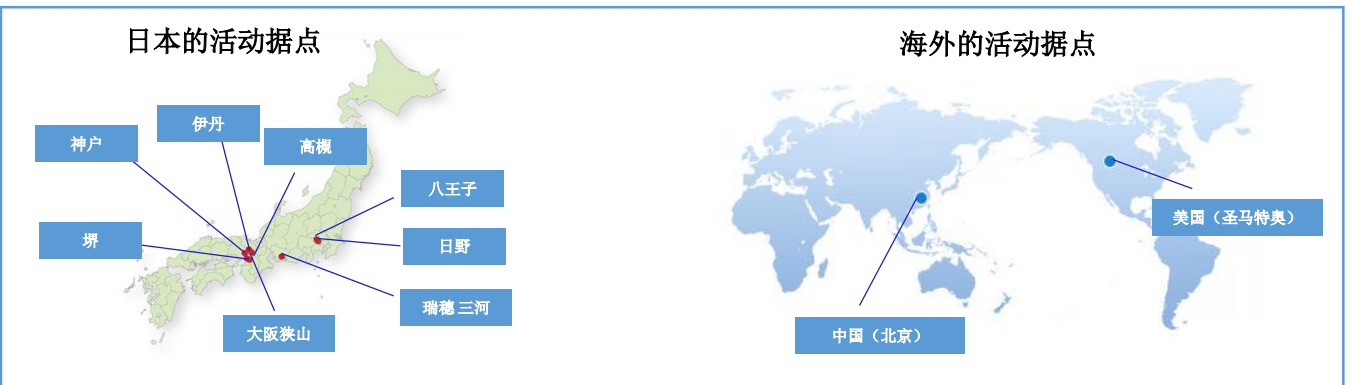 日本的活动据点
海外的活动据点
伊丹
神户
高槻
八王子
堺
日野
瑞穗三河
大阪狭山
美国（圣马特奥）
中国（北京）